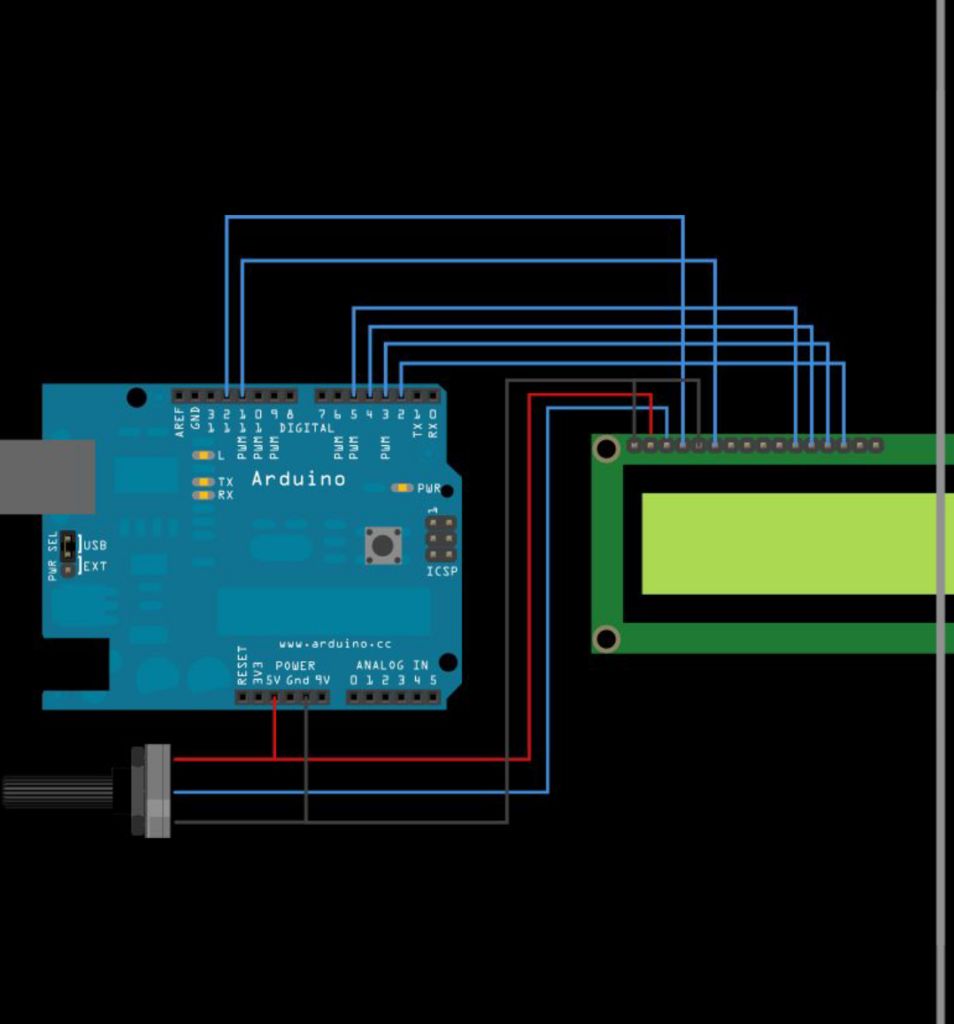 AREF
GND
13
12
PWM 11
PWM 10
PWM 9
8
7
PWM 6
PWM 5
4
PWM 3
2
TX 1
RX 0
DIGITAL
L
TX
RX
Arduino
PWR
1
ICSP
PWR SEL
USB
EXT
www.arduino.cc
POWER
ANALOG IN
RESET
3V3
5V Gnd 9V
0 1 2 3 4 5